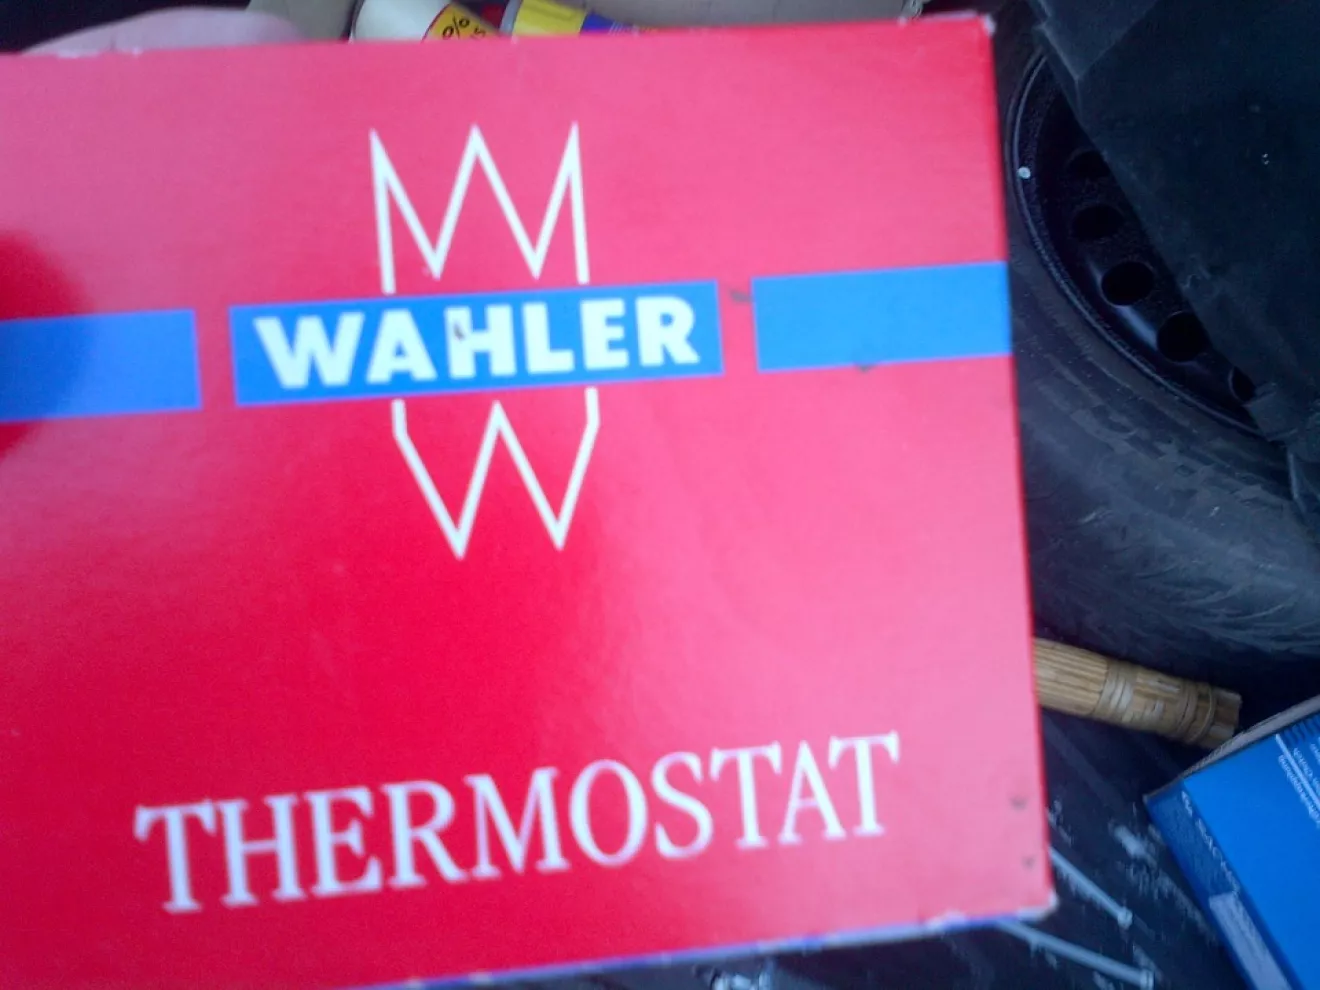 %
WAHLER
THERMOSTAT